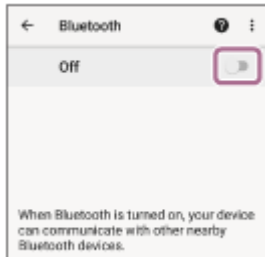 Bluetooth
Off
When Bluetooth is turned on, your device
can communicate with other nearby
Bluetooth devices.